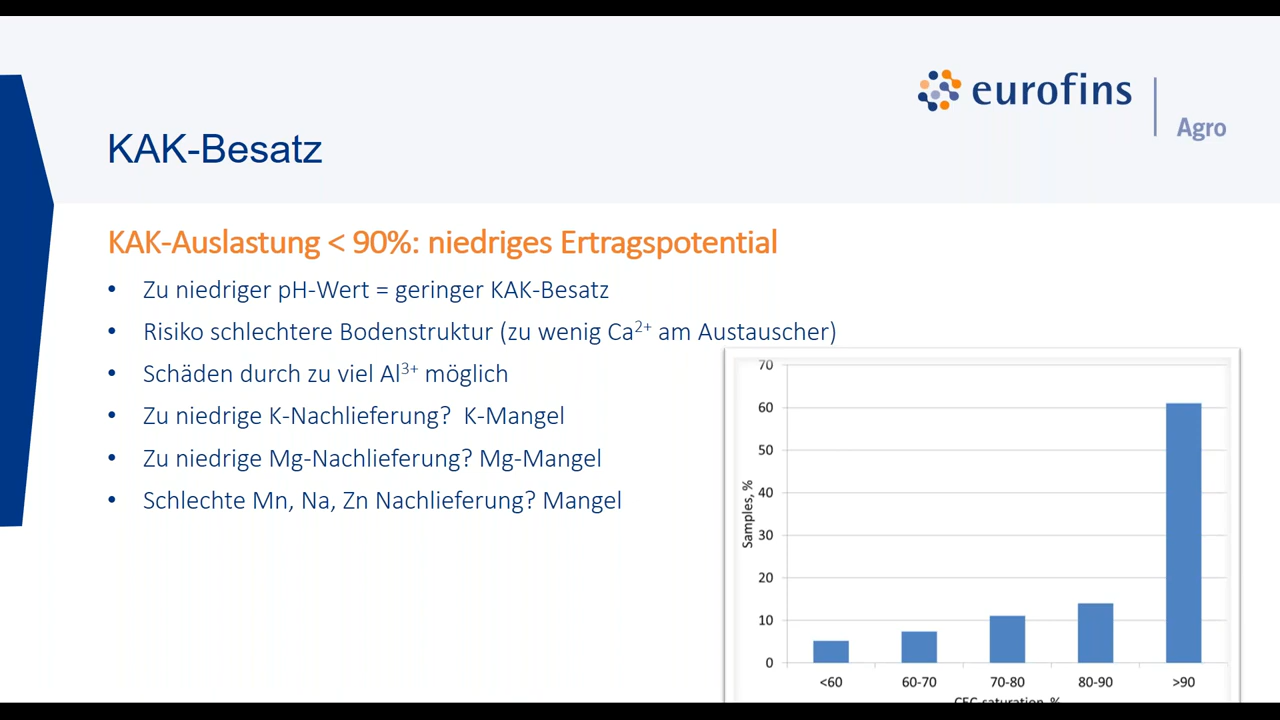 eurofins
Agro
KAK-Besatz
KAK-Auslastung < 90%: niedriges Ertragspotential
• Zu niedriger pH-Wert = geringer KAK-Besatz
• Risiko schlechtere Bodenstruktur (zu wenig Ca²⁺ am Austauscher)
• Schäden durch zu viel Al³⁺ möglich
• Zu niedrige K-Nachlieferung? K-Mangel
• Zu niedrige Mg-Nachlieferung? Mg-Mangel
• Schlechte Mn, Na, Zn Nachlieferung? Mangel
Samples, %
70
60
50
40
30
20
10
0
<60 60-70 70-80 80-90 >90
CEC saturation, %